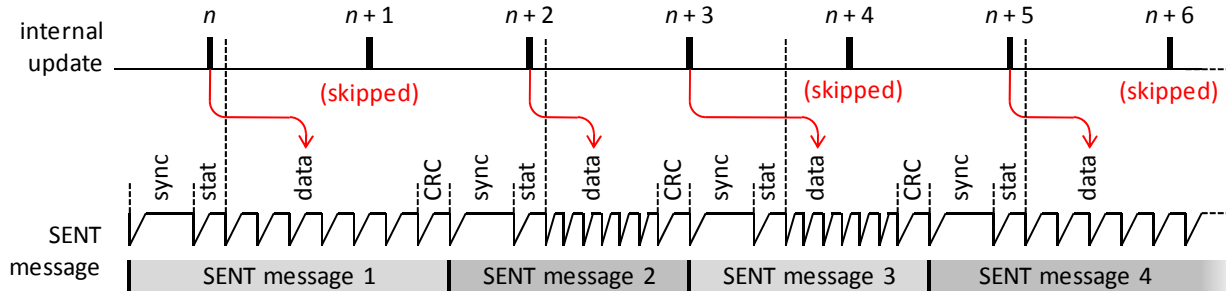 internal
update
n
n + 1
n + 2
n + 3
n + 4
n + 5
n + 6
(skipped)
(skipped)
(skipped)
sync
stat
data
CRC
sync
stat
data
CRC
sync
stat
data
CRC
sync
stat
data
SENT
message
SENT message 1
SENT message 2
SENT message 3
SENT message 4